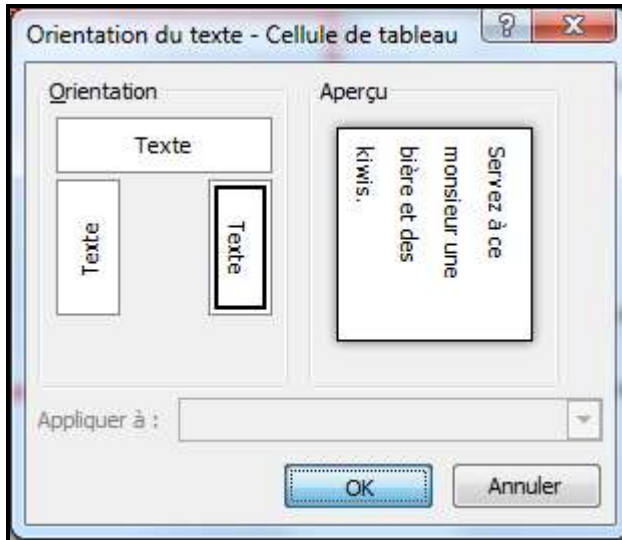 Orientation du texte - Cellule de tableau
Orientation
Texte
Texte
Texte
Aperçu
Servez à ce
monsieur une
bière et des
kiwis.
Appliquer à :
OK
Annuler